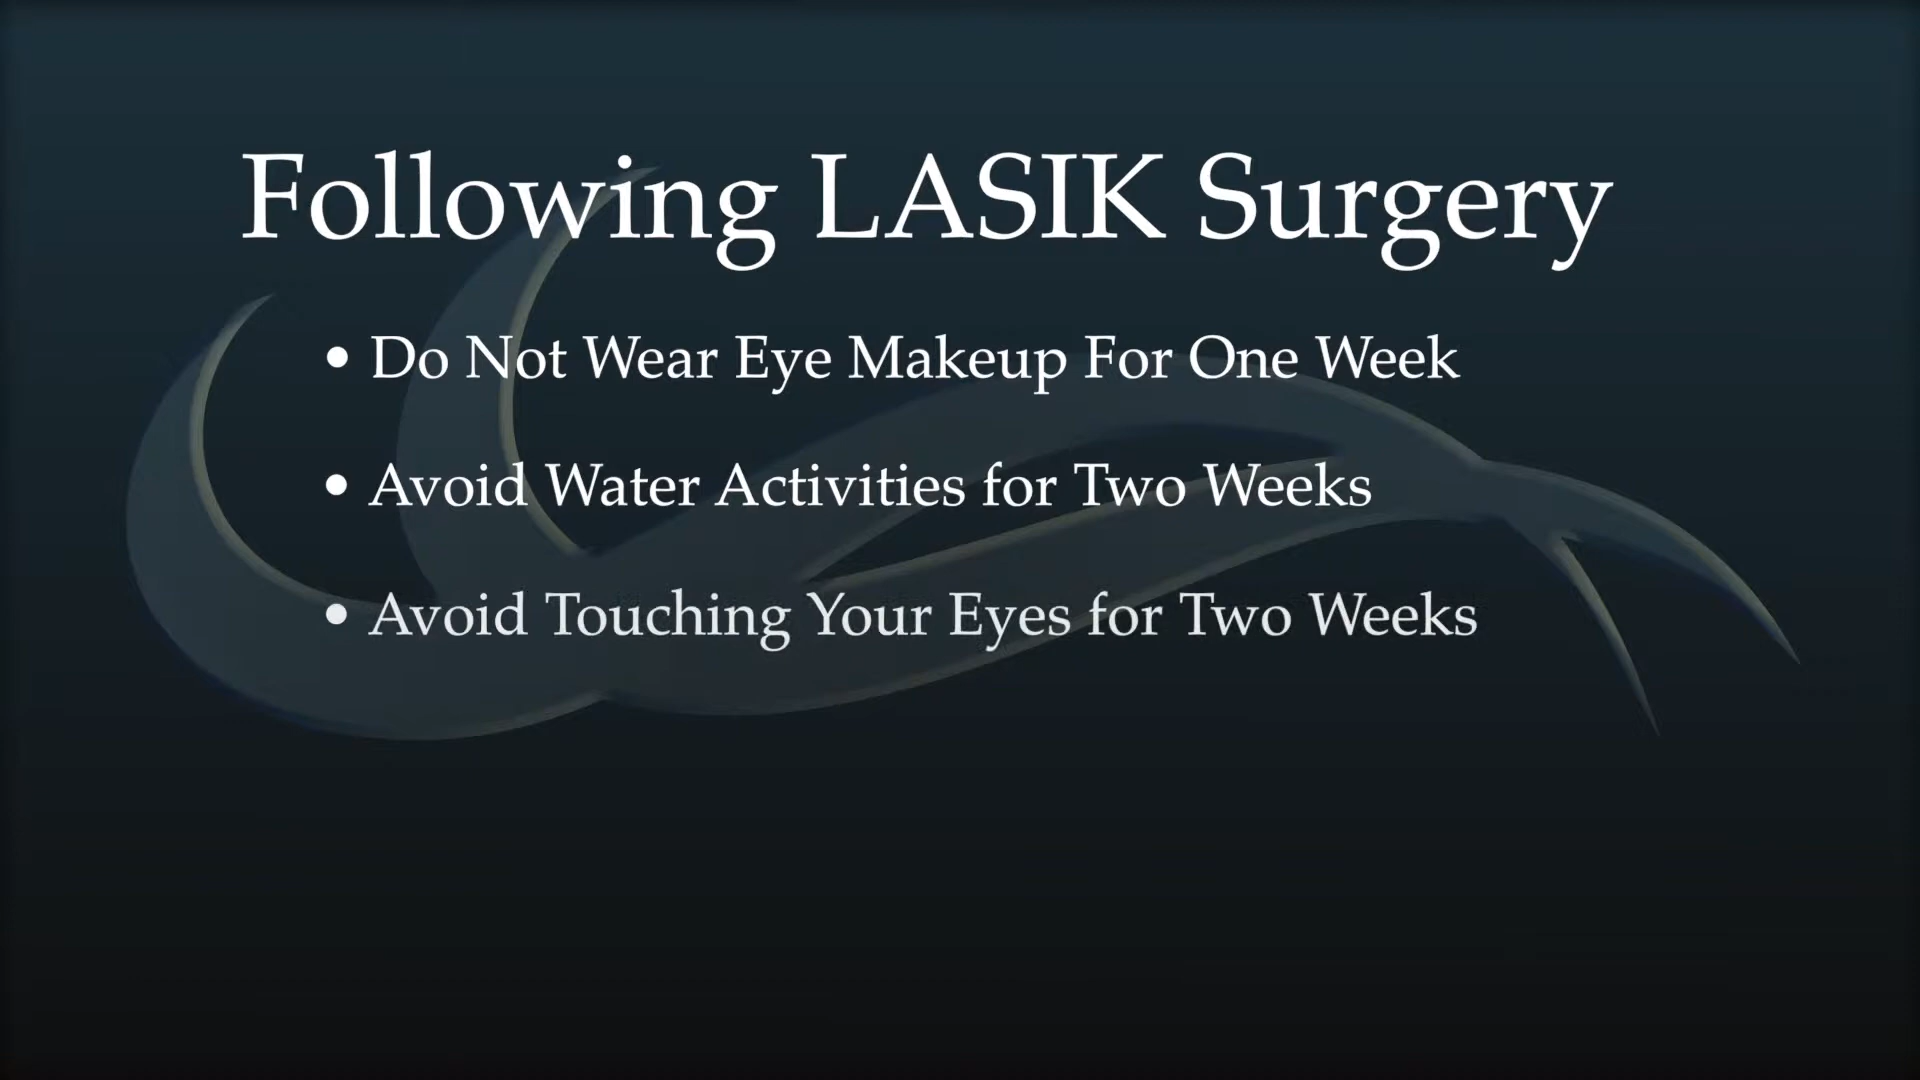 Following LASIK Surgery
• Do Not Wear Eye Makeup For One Week
• Avoid Water Activities for Two Weeks
• Avoid Touching Your Eyes for Two Weeks